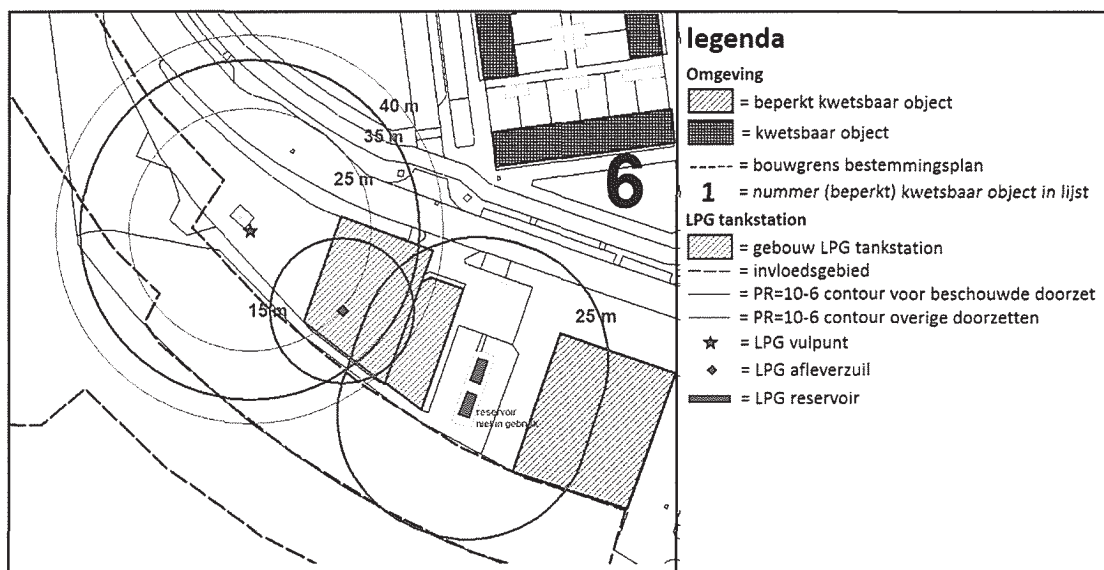 40 m
35 m
25 m
15 m
25 m
6
reservoir
niet in gebruik
legenda
Omgeving
= beperkt kwetsbaar object
= kwetsbaar object
= bouwgrens bestemmingsplan
1 = nummer (beperkt) kwetsbaar object in lijst
LPG tankstation
= gebouw LPG tankstation
= invloedsgebied
= PR=10-6 contour voor beschouwde doorzet
= PR=10-6 contour overige doorzetten
= LPG vulpunt
= LPG afleverzuil
= LPG reservoir